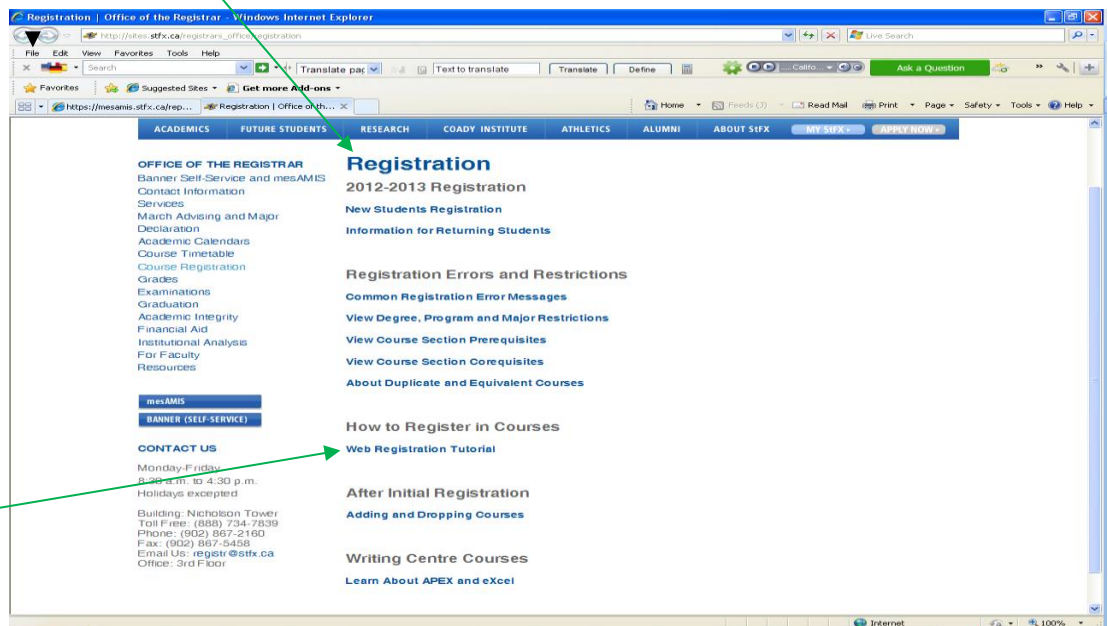 Registration | Office of the Registrar - Windows Internet Explorer
http://sites.stfx.ca/registrars_office/registration
Live Search
File Edit View Favorites Tools Help
Search Translate pag Text to translate Translate Define Ask a Question
Favorites Suggested Sites Get more Add-ons
https://mesamis.stfx.ca/rep... Registration | Office of th... Home Feeds (J) Read Mail Print Page Safety Tools Help
ACADEMICS FUTURE STUDENTS RESEARCH COADY INSTITUTE ATHLETICS ALUMNI ABOUT StFX MY StFX APPLY NOW
OFFICE OF THE REGISTRAR
Banner Self-Service and mesAMIS
Contact Information
Services
March Advising and Major
Declaration
Academic Calendars
Course Timetable
Course Registration
Grades
Examinations
Graduation
Academic Integrity
Financial Aid
Institutional Analysis
For Faculty
Resources
mesAMIS
BANNER (SELF-SERVICE)
CONTACT US
Monday-Friday
8:30 a.m. to 4:30 p.m.
Holidays excepted
Building: Nicholson Tower
Toll Free: (888) 734-7839
Phone: (902) 867-2160
Fax: (902) 867-5458
Email Us: registr@stfx.ca
Office: 3rd Floor
Registration
2012-2013 Registration
New Students Registration
Information for Returning Students
Registration Errors and Restrictions
Common Registration Error Messages
View Degree, Program and Major Restrictions
View Course Section Prerequisites
View Course Section Corequisites
About Duplicate and Equivalent Courses
How to Register in Courses
Web Registration Tutorial
After Initial Registration
Adding and Dropping Courses
Writing Centre Courses
Learn About APEX and eXcel
Internet 100%